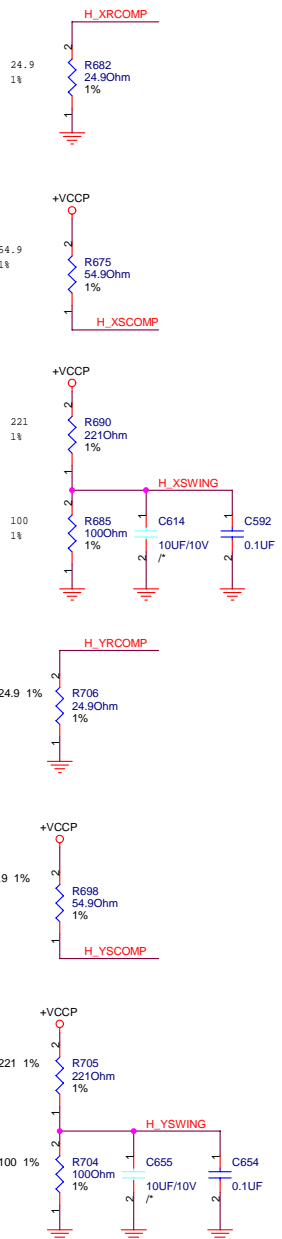 H_XRCOMP
2
24.9
1%
R682
24.9Ohm
1%
1
+VCCP
2
54.9
1%
R675
54.9Ohm
1%
1
H_XSCOMP
+VCCP
2
221
1%
R690
221Ohm
1%
1
H_XSWING
2
100
1%
R685
100Ohm
1%
1
1
C614
10UF/10V
2
/*
1
C592
0.1UF
2
H_YRCOMP
2
24.9 1%
R706
24.9Ohm
1%
1
+VCCP
2
.9 1%
R698
54.9Ohm
1%
1
H_YSCOMP
+VCCP
2
221 1%
R705
221Ohm
1%
1
H_YSWING
2
100 1%
R704
100Ohm
1%
1
1
C655
10UF/10V
2
/*
1
C654
0.1UF
2